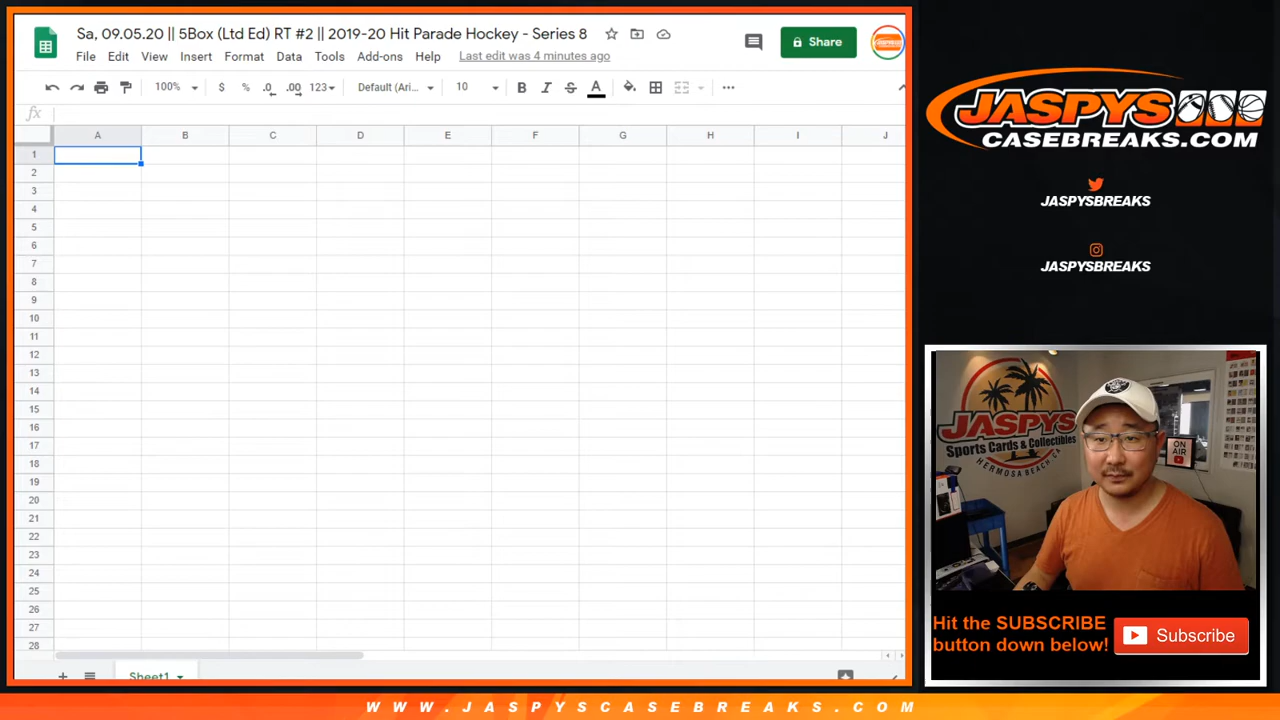 Sa, 09.05.20 || 5Box (Ltd Ed) RT #2 || 2019-20 Hit Parade Hockey - Series 8
File Edit View Insert Format Data Tools Add-ons Help Last edit was 4 minutes ago
Share
100% $ % .0 .00 123 Default (Ari... 10 B I S A
fx
A B C D E F G H I J
1
2
3
4
5
6
7
8
9
10
11
12
13
14
15
16
17
18
19
20
21
22
23
24
25
26
27
28
Sheet1
JASPYS
CASEBREAKS.COM
JASPYSBREAKS
JASPYSBREAKS
JASPYS
Sports Cards & Collectibles
HERMOSA BEACH, CA
ON
AIR
Hit the SUBSCRIBE
button down below!
Subscribe
WWW.JASPYSCASEBREAKS.COM